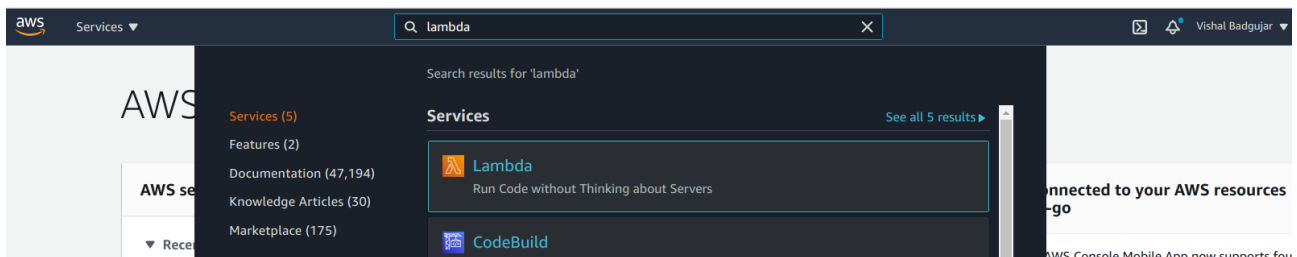 aws Services ▼ lambda Vishal Badgujar ▼
Search results for 'lambda'
AWS
Services (5)
Features (2)
Documentation (47,194)
Knowledge Articles (30)
Marketplace (175)
Services See all 5 results ▶
Lambda
Run Code without Thinking about Servers
CodeBuild
AWS se
▼ Recen
onnected to your AWS resources
-go
AWS Console Mobile App now supports fou